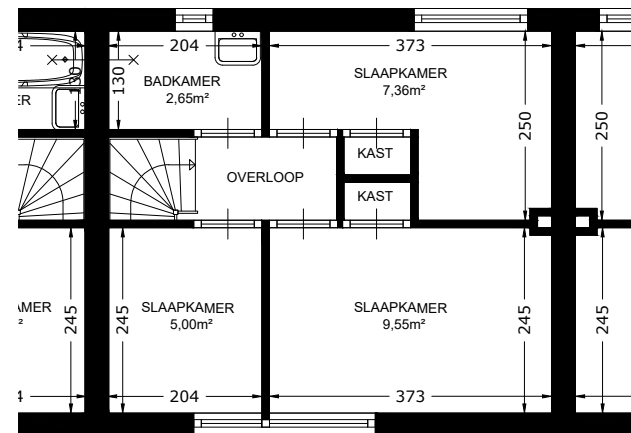 204
373
BADKAMER
2,65m²
SLAAPKAMER
7,36m²
130
130
250
250
KAST
OVERLOOP
KAST
SLAAPKAMER
5,00m²
SLAAPKAMER
9,55m²
245
245
245
245
204
373